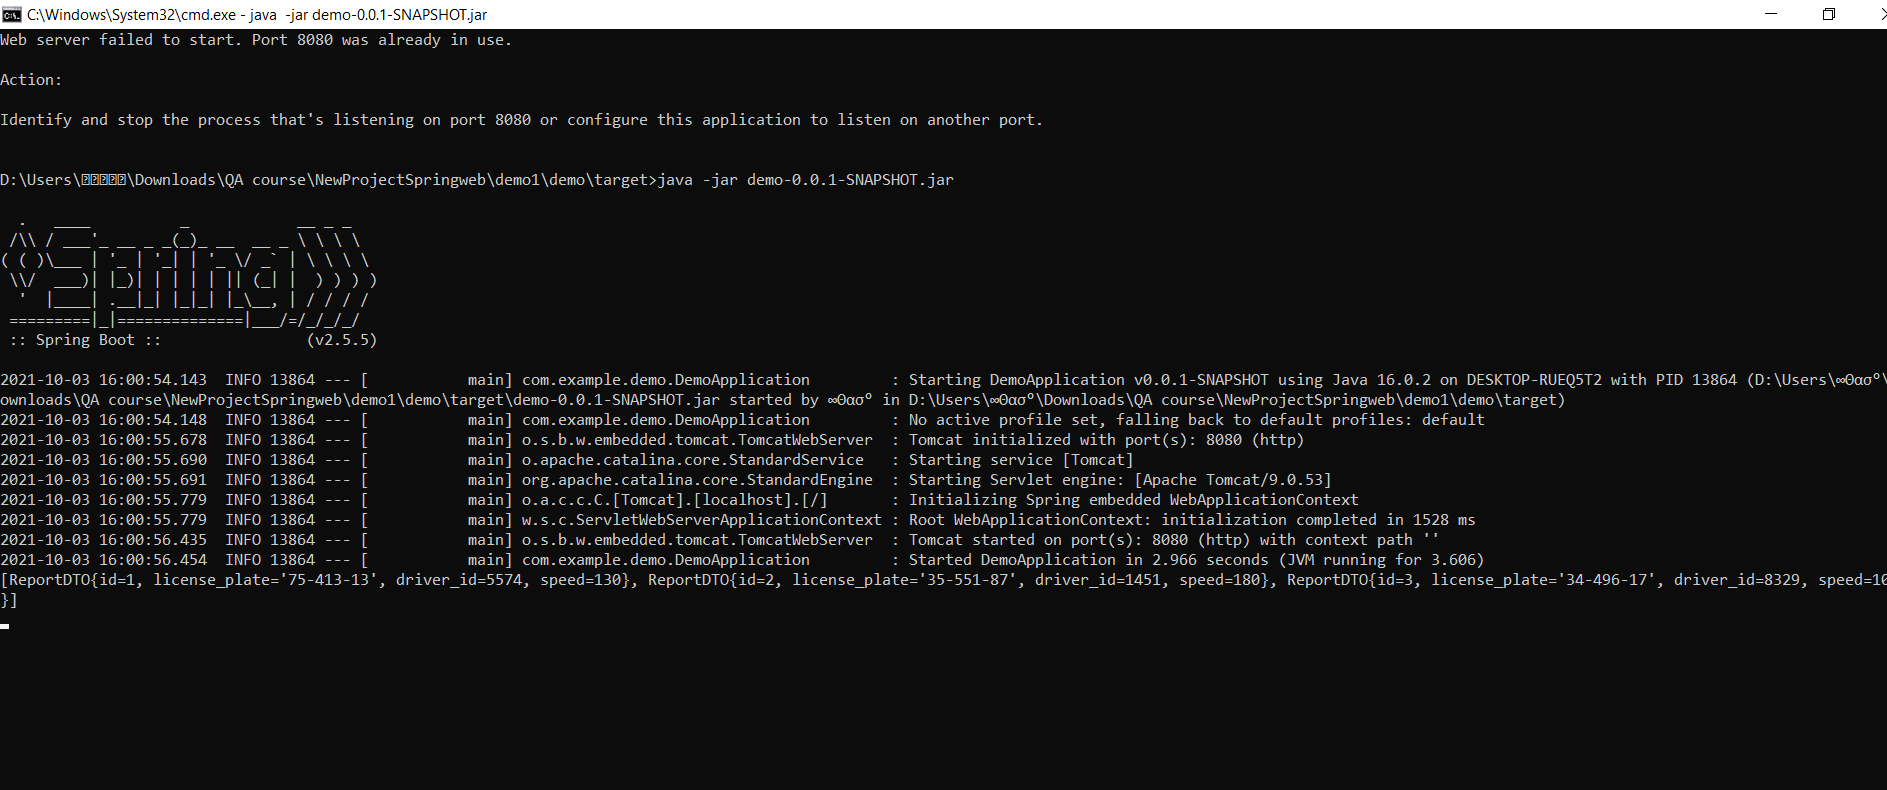 C:\Windows\System32\cmd.exe - java  -jar demo-0.0.1-SNAPSHOT.jar
Web server failed to start. Port 8080 was already in use.
Action:
Identify and stop the process that's listening on port 8080 or configure this application to listen on another port.
D:\Users\\Downloads\QA course\NewProjectSpringweb\demo1\demo\target>java -jar demo-0.0.1-SNAPSHOT.jar
  .   ____          _            __ _ _
 /\\ / ___'_ __ _ _(_)_ __  __ _ \ \ \ \
( ( )\___ | '_ | '_| | '_ \/ _` | \ \ \ \
 \\/  ___)| |_)| | | | | || (_| |  ) ) ) )
  '  |____| .__|_| |_|_| |_\__, | / / / /
 =========|_|==============|___/=/_/_/_/
 :: Spring Boot ::                (v2.5.5)
2021-10-03 16:00:54.143  INFO 13864 --- [           main] com.example.demo.DemoApplication         : Starting DemoApplication v0.0.1-SNAPSHOT using Java 16.0.2 on DESKTOP-RUEQ5T2 with PID 13864 (D:\Users\∞Θασº\
ownloads\QA course\NewProjectSpringweb\demo1\demo\target\demo-0.0.1-SNAPSHOT.jar started by ∞Θασº in D:\Users\∞Θασº\Downloads\QA course\NewProjectSpringweb\demo1\demo\target)
2021-10-03 16:00:54.148  INFO 13864 --- [           main] com.example.demo.DemoApplication         : No active profile set, falling back to default profiles: default
2021-10-03 16:00:55.678  INFO 13864 --- [           main] o.s.b.w.embedded.tomcat.TomcatWebServer  : Tomcat initialized with port(s): 8080 (http)
2021-10-03 16:00:55.690  INFO 13864 --- [           main] o.apache.catalina.core.StandardService   : Starting service [Tomcat]
2021-10-03 16:00:55.691  INFO 13864 --- [           main] org.apache.catalina.core.StandardEngine  : Starting Servlet engine: [Apache Tomcat/9.0.53]
2021-10-03 16:00:55.779  INFO 13864 --- [           main] o.a.c.c.C.[Tomcat].[localhost].[/]       : Initializing Spring embedded WebApplicationContext
2021-10-03 16:00:55.779  INFO 13864 --- [           main] w.s.c.ServletWebServerApplicationContext : Root WebApplicationContext: initialization completed in 1528 ms
2021-10-03 16:00:56.435  INFO 13864 --- [           main] o.s.b.w.embedded.tomcat.TomcatWebServer  : Tomcat started on port(s): 8080 (http) with context path ''
2021-10-03 16:00:56.454  INFO 13864 --- [           main] com.example.demo.DemoApplication         : Started DemoApplication in 2.966 seconds (JVM running for 3.606)
[ReportDTO{id=1, license_plate='75-413-13', driver_id=5574, speed=130}, ReportDTO{id=2, license_plate='35-551-87', driver_id=1451, speed=180}, ReportDTO{id=3, license_plate='34-496-17', driver_id=8329, speed=10
}]